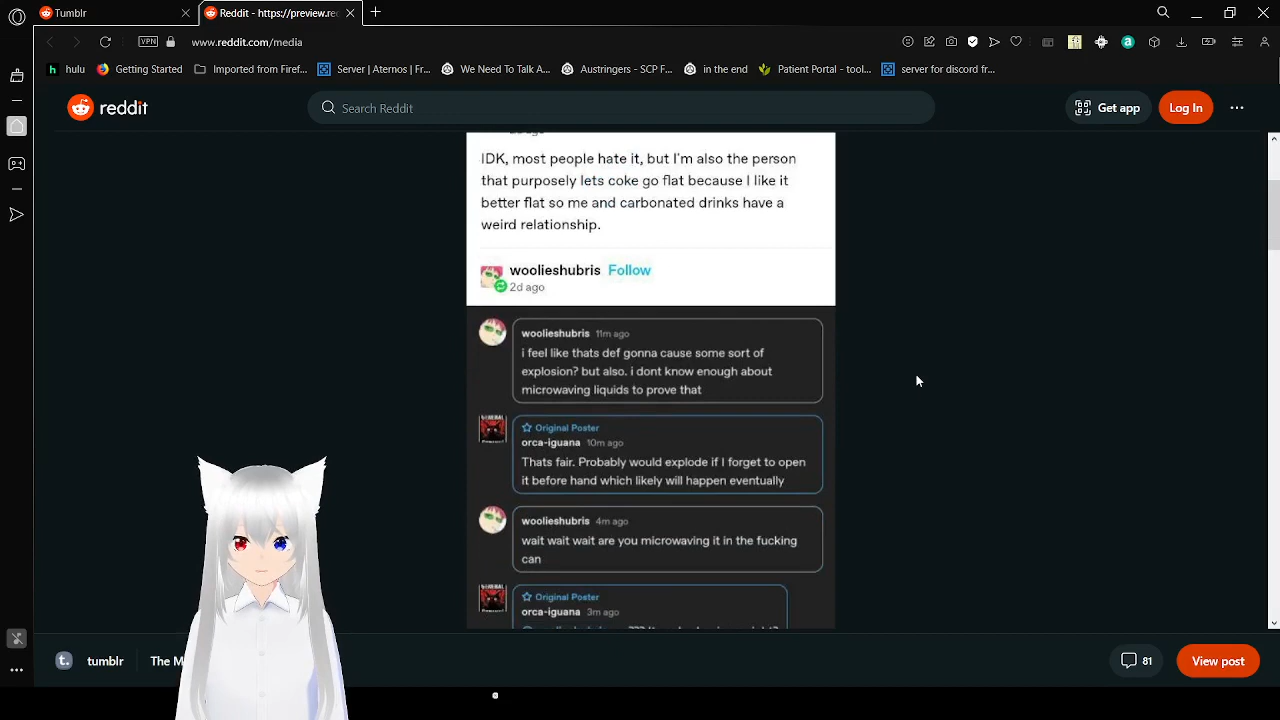 Tumblr
Reddit - https://preview.rec
VPN
www.reddit.com/media
hulu
Getting Started
Imported from Firef...
Server | Aternos | Fr...
We Need To Talk A...
Austringers - SCP F...
in the end
Patient Portal - tool...
server for discord fr...
reddit
Search Reddit
Get app
Log In
IDK, most people hate it, but I'm also the person
that purposely lets coke go flat because I like it
better flat so me and carbonated drinks have a
weird relationship.
woolieshubris Follow
2d ago
woolieshubris 11m ago
i feel like thats def gonna cause some sort of
explosion? but also. i dont know enough about
microwaving liquids to prove that
Original Poster
orca-iguana 10m ago
Thats fair. Probably would explode if I forget to open
it before hand which likely will happen eventually
woolieshubris 4m ago
wait wait wait are you microwaving it in the fucking
can
Original Poster
orca-iguana 3m ago
tumblr
The M
81
View post